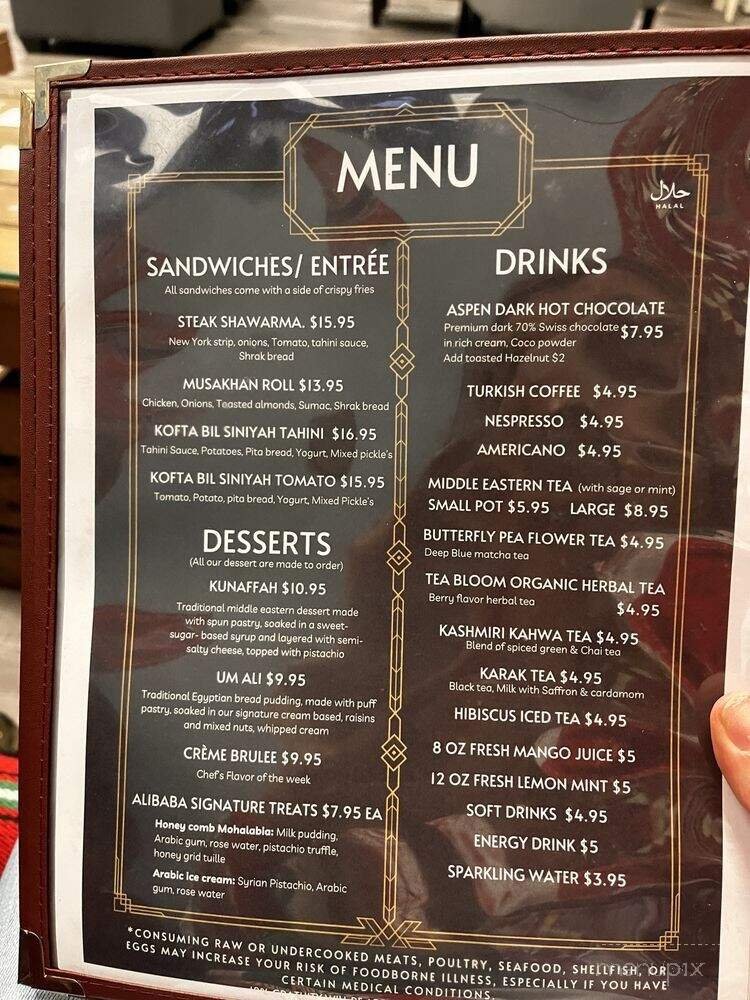 MENU
حلال
HALAL
SANDWICHES/ ENTRÉE
All sandwiches come with a side of crispy fries
STEAK SHAWARMA. $15.95
New York strip, onions, Tomato, tahini sauce,
Shrak bread
MUSAKHAN ROLL $13.95
Chicken, Onions, Toasted almonds, Sumac, Shrak bread
KOFTA BIL SINIYAH TAHINI $16.95
Tahini Sauce, Potatoes, Pita bread, Yogurt, Mixed pickle's
KOFTA BIL SINIYAH TOMATO $15.95
Tomato, Potato, pita bread, Yogurt, Mixed Pickle's
DESSERTS
(All our dessert are made to order)
KUNAFFAH $10.95
Traditional middle eastern dessert made
with spun pastry, soaked in a sweet-
sugar- based syrup and layered with semi-
salty cheese, topped with pistachio
UM ALI $9.95
Traditional Egyptian bread pudding, made with puff
pastry, soaked in our signature cream based, raisins
and mixed nuts, whipped cream
CRÈME BRULEE $9.95
Chef's Flavor of the week
ALIBABA SIGNATURE TREATS $7.95 EA
Honey comb Mohalabia: Milk pudding,
Arabic gum, rose water, pistachio truffle,
honey grid tuille
Arabic Ice cream: Syrian Pistachio, Arabic
gum, rose water
DRINKS
ASPEN DARK HOT CHOCOLATE
Premium dark 70% Swiss chocolate $7.95
in rich cream, Coco powder
Add toasted Hazelnut $2
TURKISH COFFEE $4.95
NESPRESSO $4.95
AMERICANO $4.95
MIDDLE EASTERN TEA (with sage or mint)
SMALL POT $5.95 LARGE $8.95
BUTTERFLY PEA FLOWER TEA $4.95
Deep Blue matcha tea
TEA BLOOM ORGANIC HERBAL TEA
Berry flavor herbal tea $4.95
KASHMIRI KAHWA TEA $4.95
Blend of spiced green & Chai tea
KARAK TEA $4.95
Black tea, Milk with Saffron & cardamom
HIBISCUS ICED TEA $4.95
8 OZ FRESH MANGO JUICE $5
12 OZ FRESH LEMON MINT $5
SOFT DRINKS $4.95
ENERGY DRINK $5
SPARKLING WATER $3.95
*CONSUMING RAW OR UNDERCOOKED MEATS, POULTRY, SEAFOOD, SHELLFISH, OR
EGGS MAY INCREASE YOUR RISK OF FOODBORNE ILLNESS, ESPECIALLY IF YOU HAVE
CERTAIN MEDICAL CONDITIONS.
menupix